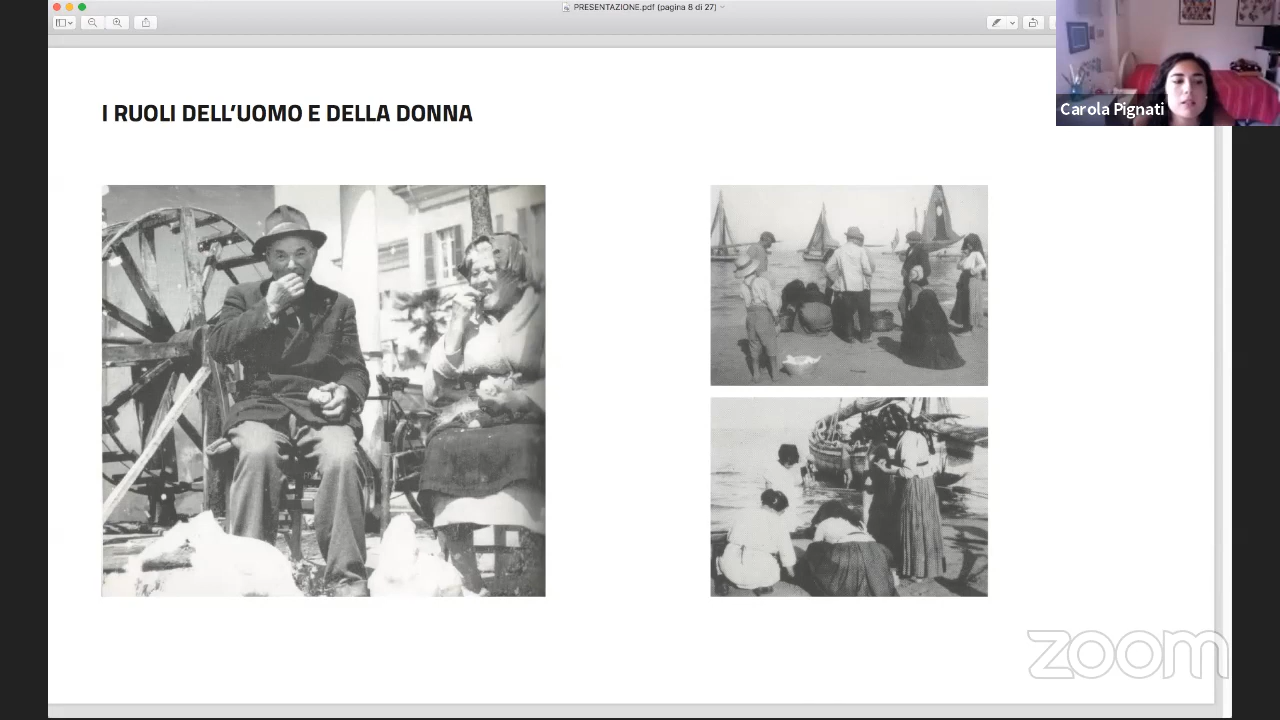 PRESENTAZIONE.pdf (pagina 8 di 27)
Carola Pignati
I RUOLI DELL'UOMO E DELLA DONNA
zoom